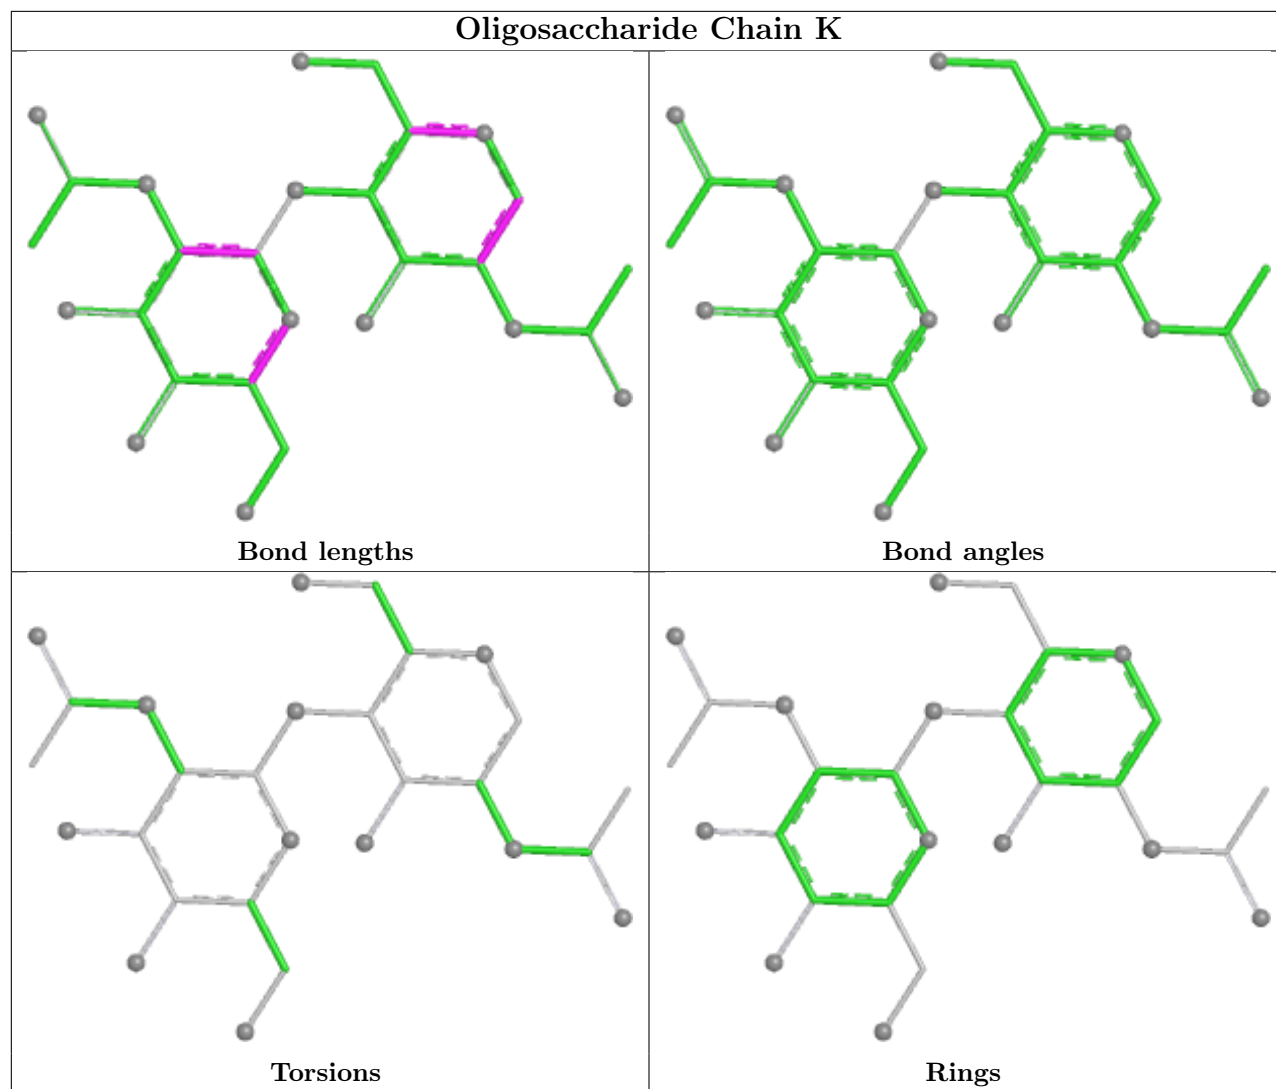 Oligosaccharide Chain K
Bond lengths
Bond angles
Torsions
Rings